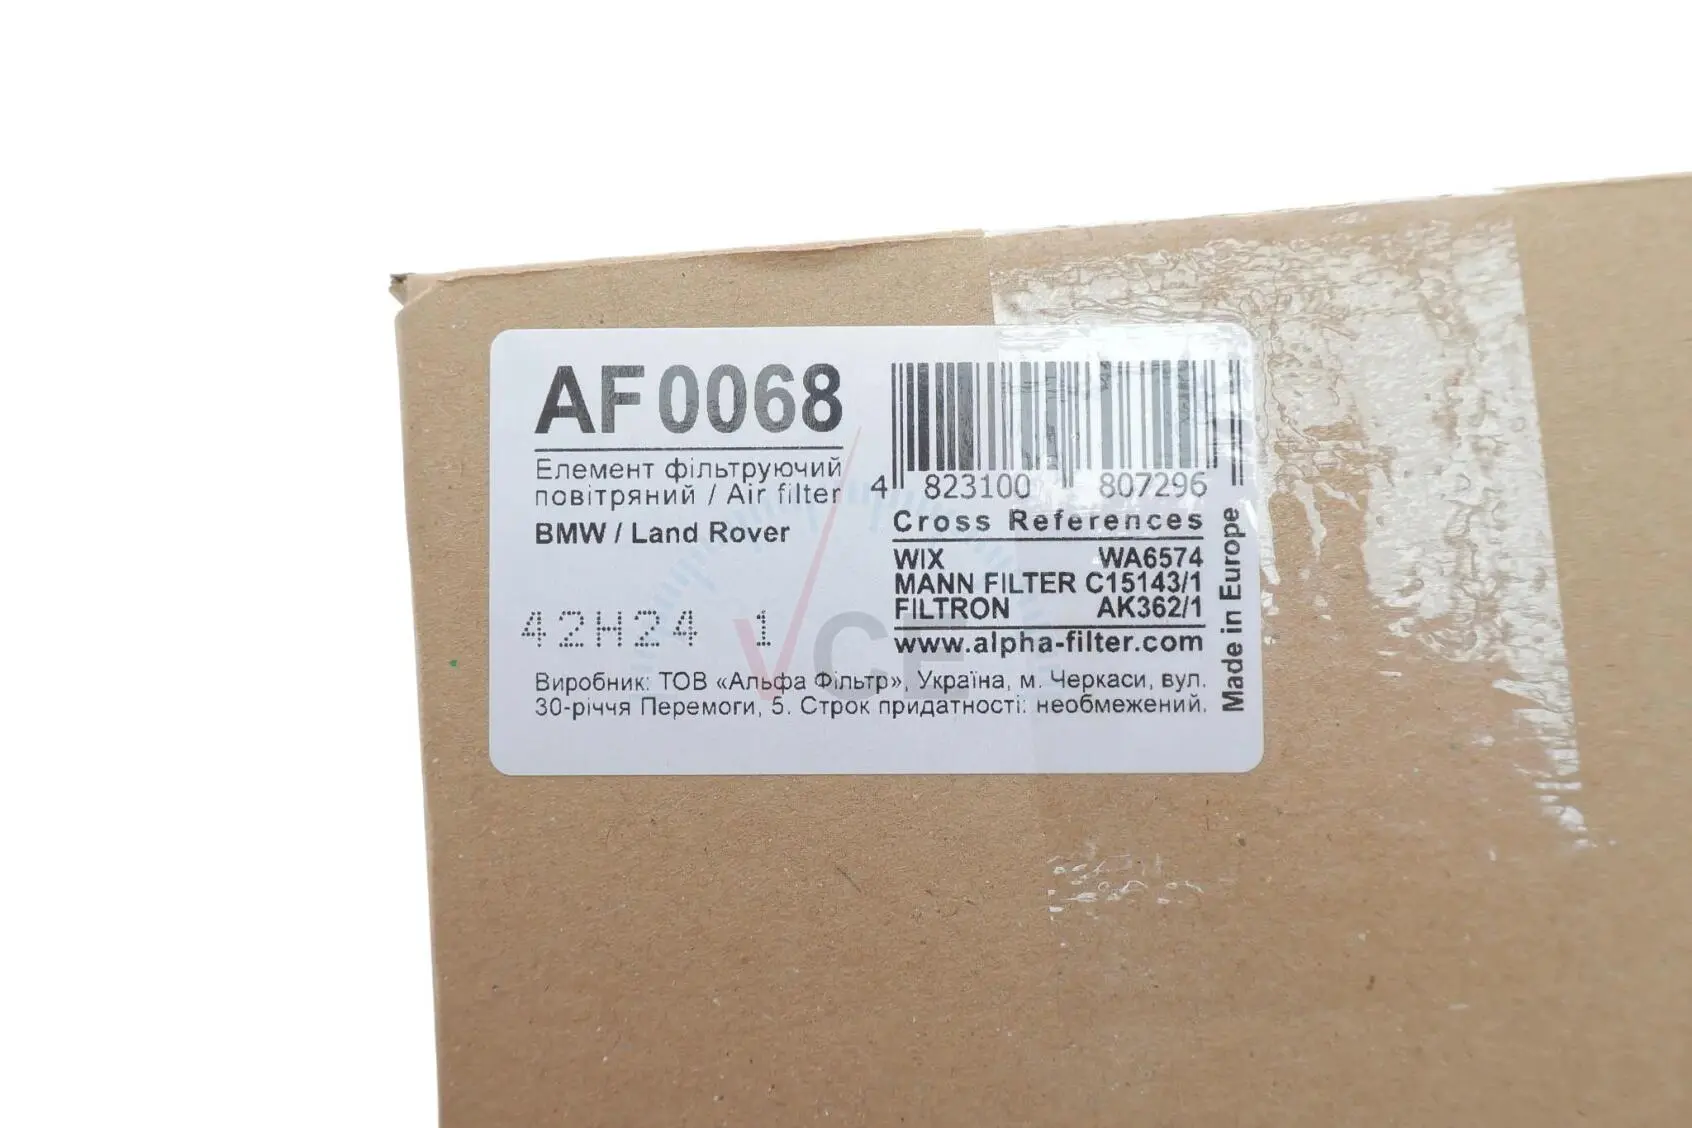 AF0068
Елемент фільтруючий
повітряний / Air filter
BMW / Land Rover
42H24 1
4 823100 807296
Cross References
WIX WA6574
MANN FILTER C15143/1
FILTRON AK362/1
www.alpha-filter.com
Made in Europe
Виробник: ТОВ «Альфа Фільтр», Україна, м. Черкаси, вул.
30-річчя Перемоги, 5. Строк придатності: необмежений.
VCE